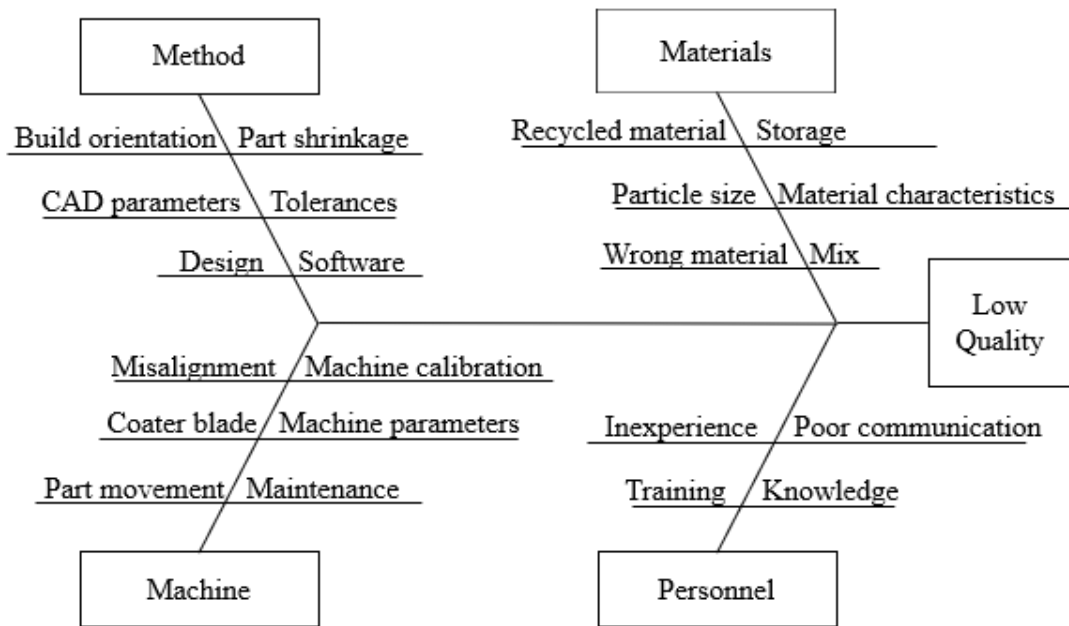 Method
Materials
Build orientation Part shrinkage
Recycled material Storage
CAD parameters Tolerances
Particle size Material characteristics
Design Software
Wrong material Mix
Low
Quality
Misalignment Machine calibration
Coater blade Machine parameters
Inexperience Poor communication
Part movement Maintenance
Training Knowledge
Machine
Personnel